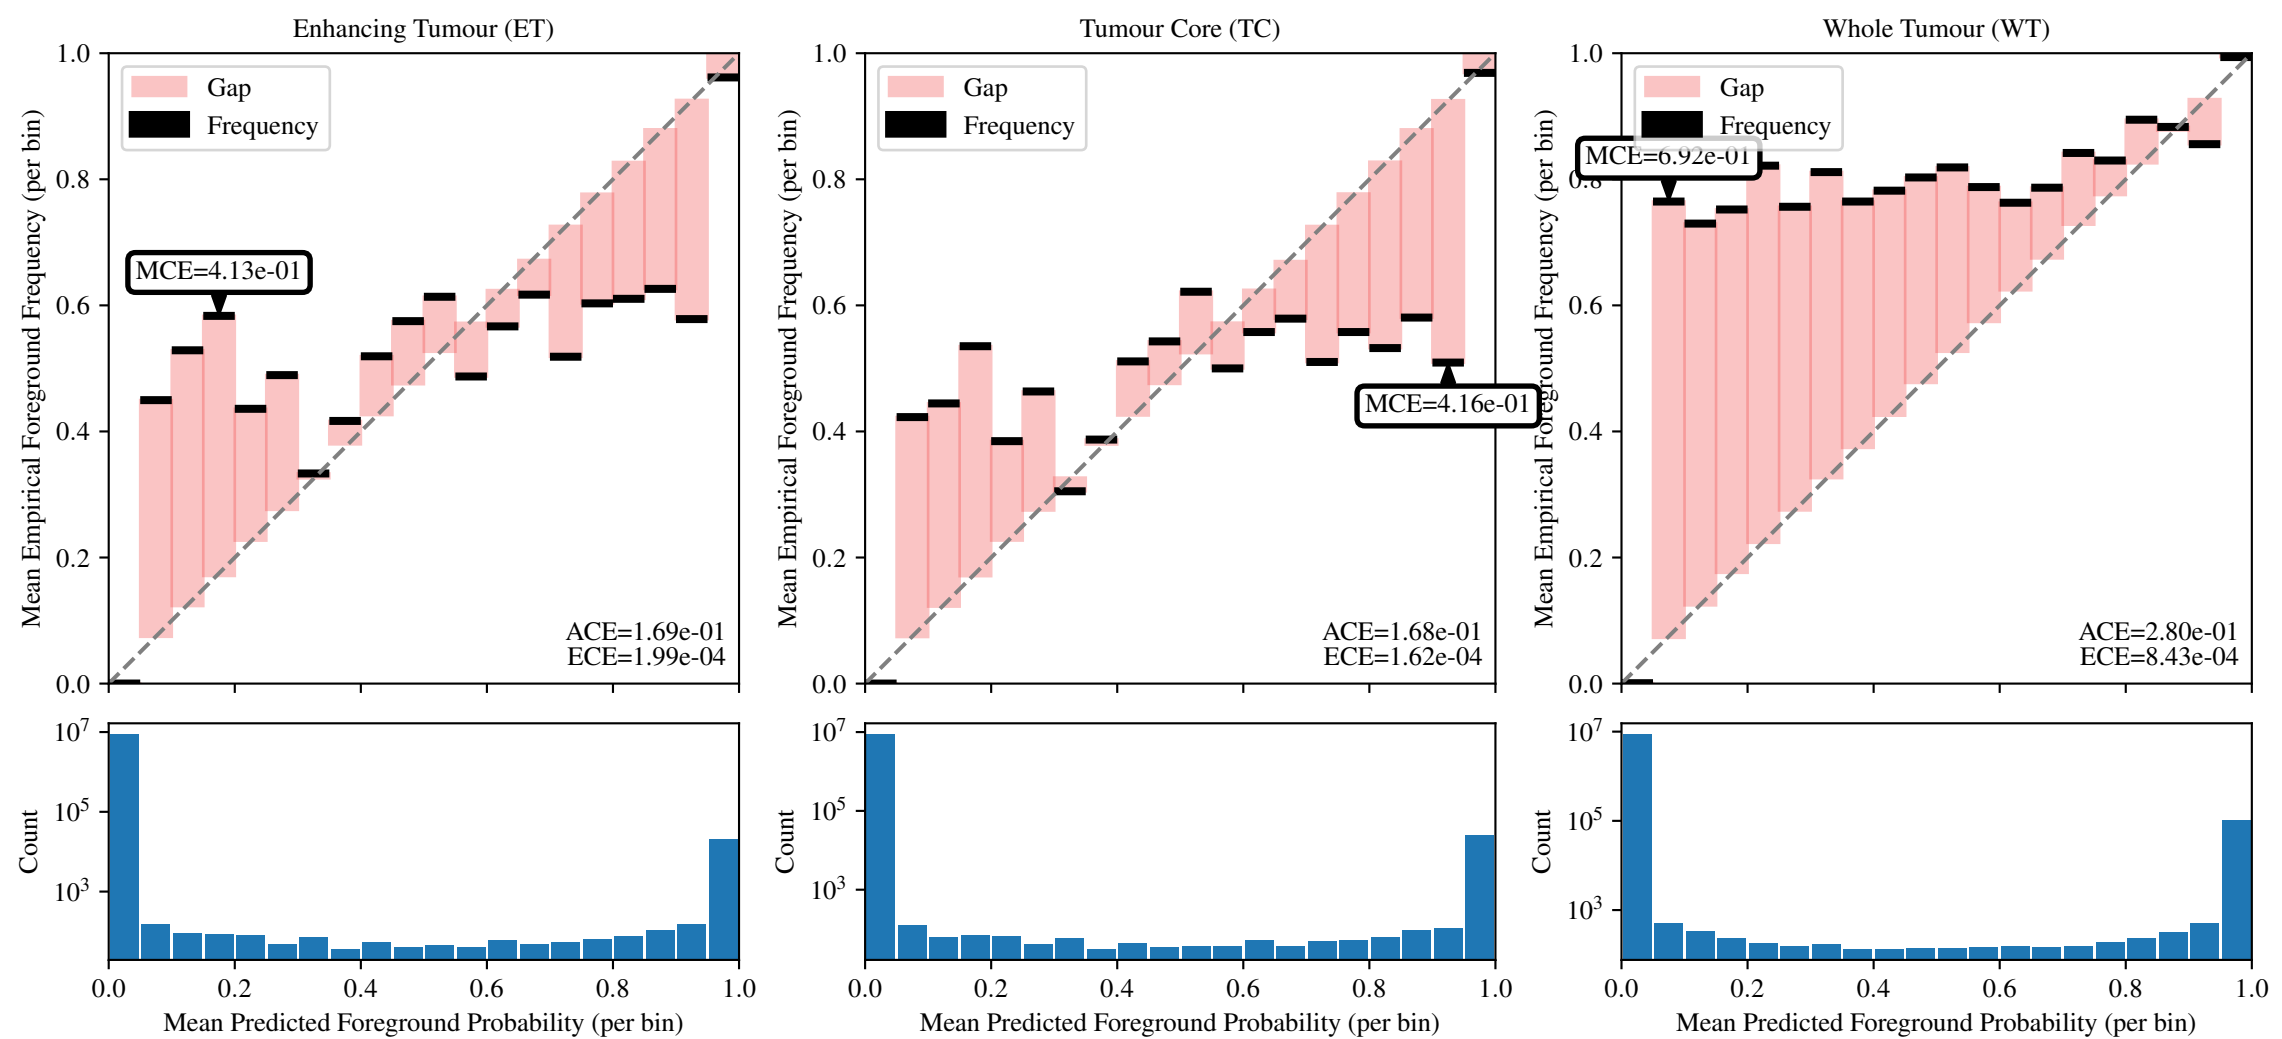 Enhancing Tumour (ET)
Mean Empirical Foreground Frequency (per bin)
1.0
0.8
0.6
0.4
0.2
0.0
Gap
Frequency
MCE=4.13e-01
ACE=1.69e-01
ECE=1.99e-04
Count
10^7
10^5
10^3
0.0 0.2 0.4 0.6 0.8 1.0
Mean Predicted Foreground Probability (per bin)
Tumour Core (TC)
Mean Empirical Foreground Frequency (per bin)
1.0
0.8
0.6
0.4
0.2
0.0
Gap
Frequency
MCE=4.16e-01
ACE=1.68e-01
ECE=1.62e-04
Count
10^7
10^5
10^3
0.0 0.2 0.4 0.6 0.8 1.0
Mean Predicted Foreground Probability (per bin)
Whole Tumour (WT)
Mean Empirical Foreground Frequency (per bin)
1.0
0.8
0.6
0.4
0.2
0.0
Gap
Frequency
MCE=6.92e-01
ACE=2.80e-01
ECE=8.43e-04
Count
10^7
10^5
10^3
0.0 0.2 0.4 0.6 0.8 1.0
Mean Predicted Foreground Probability (per bin)